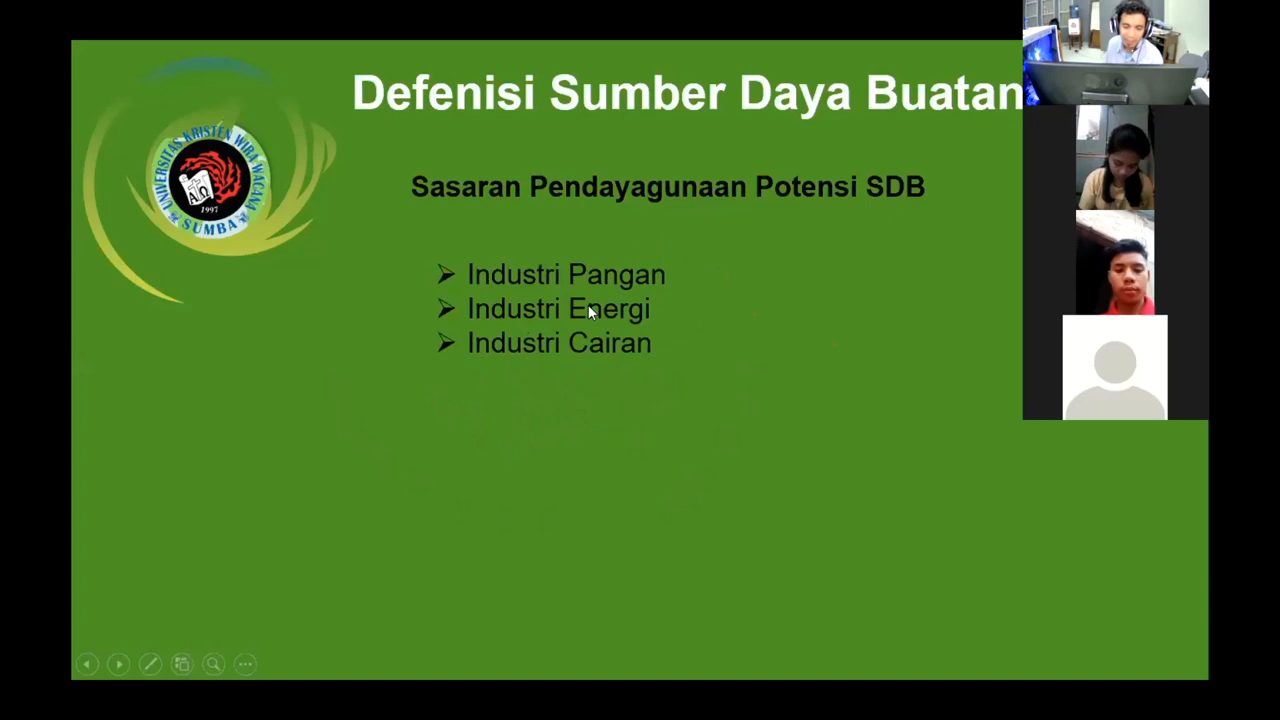 Defenisi Sumber Daya Buatan
UNIVERSITAS KRISTEN WIRA WACANA
ΑΩ
1997
SUMBA
Sasaran Pendayagunaan Potensi SDB
➢ Industri Pangan
➢ Industri Energi
➢ Industri Cairan